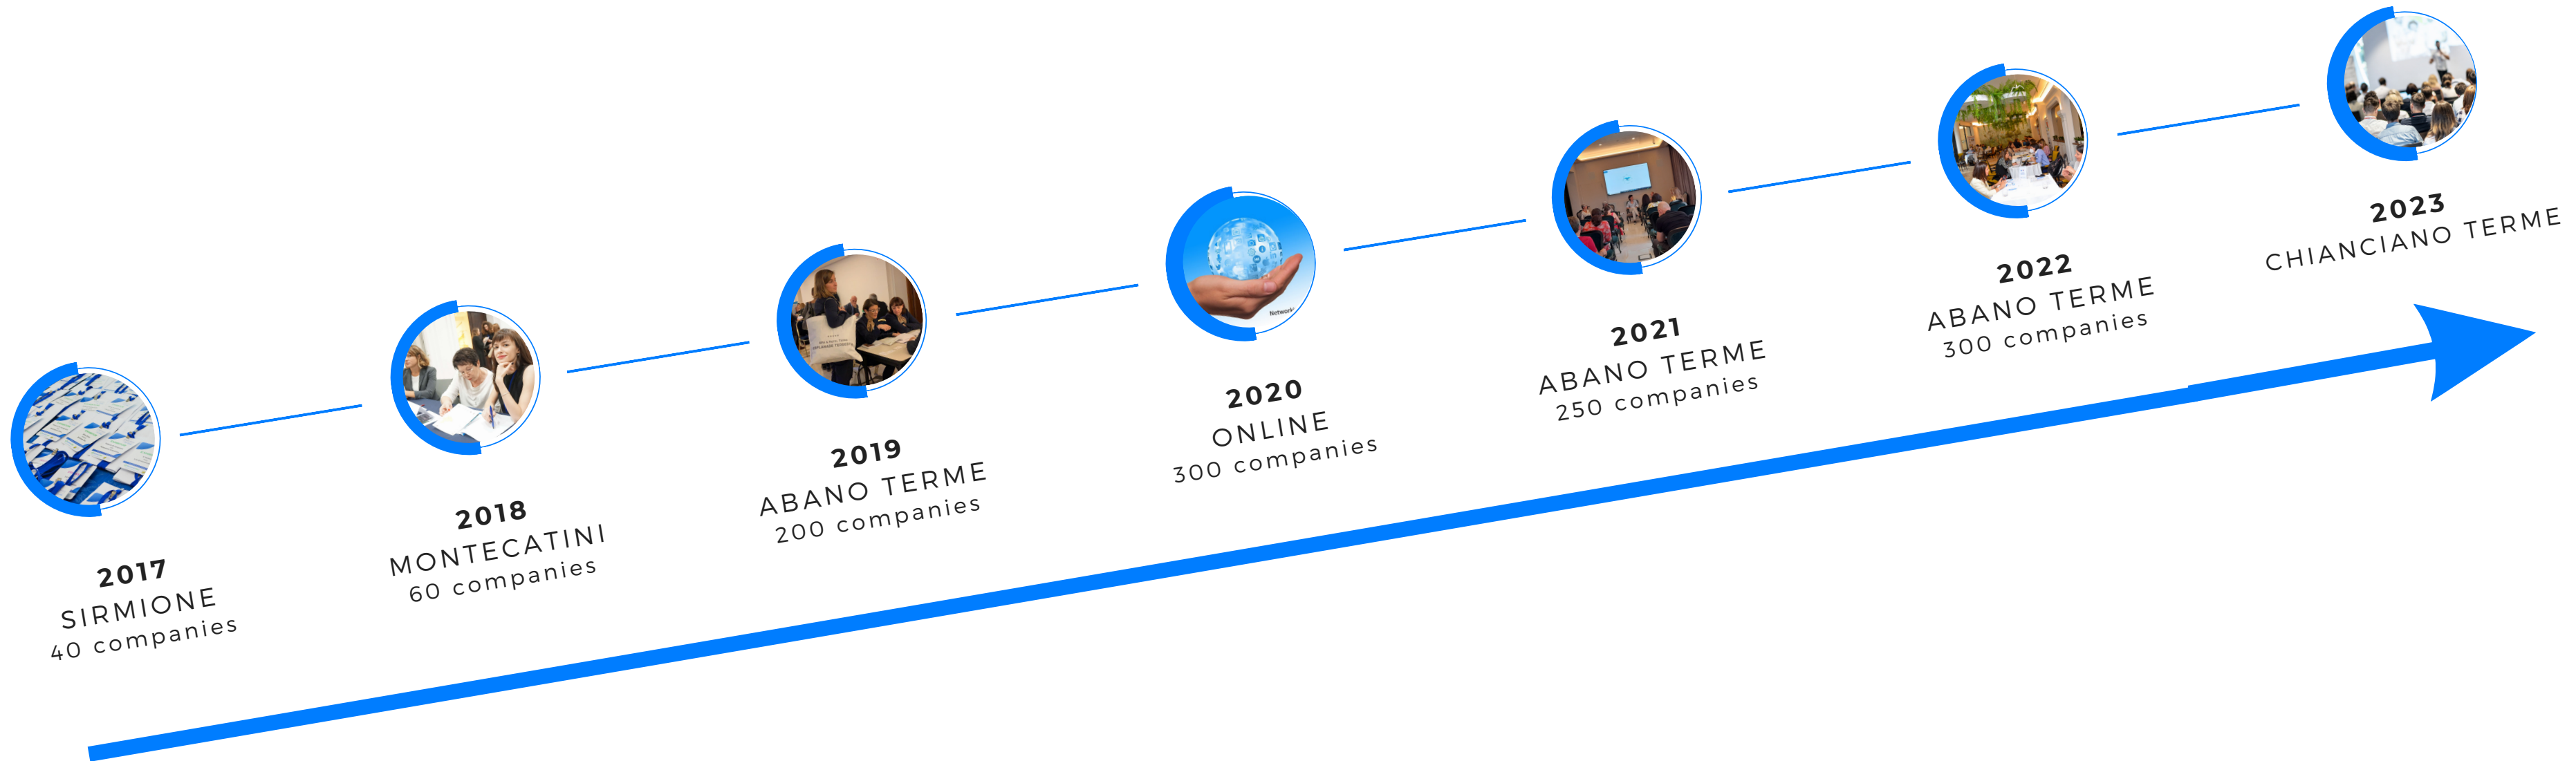 2017
SIRMIONE
40 companies
2018
MONTECATINI
60 companies
2019
ABANO TERME
200 companies
Network
2020
ONLINE
300 companies
2021
ABANO TERME
250 companies
2022
ABANO TERME
300 companies
2023
CHIANCIANO TERME